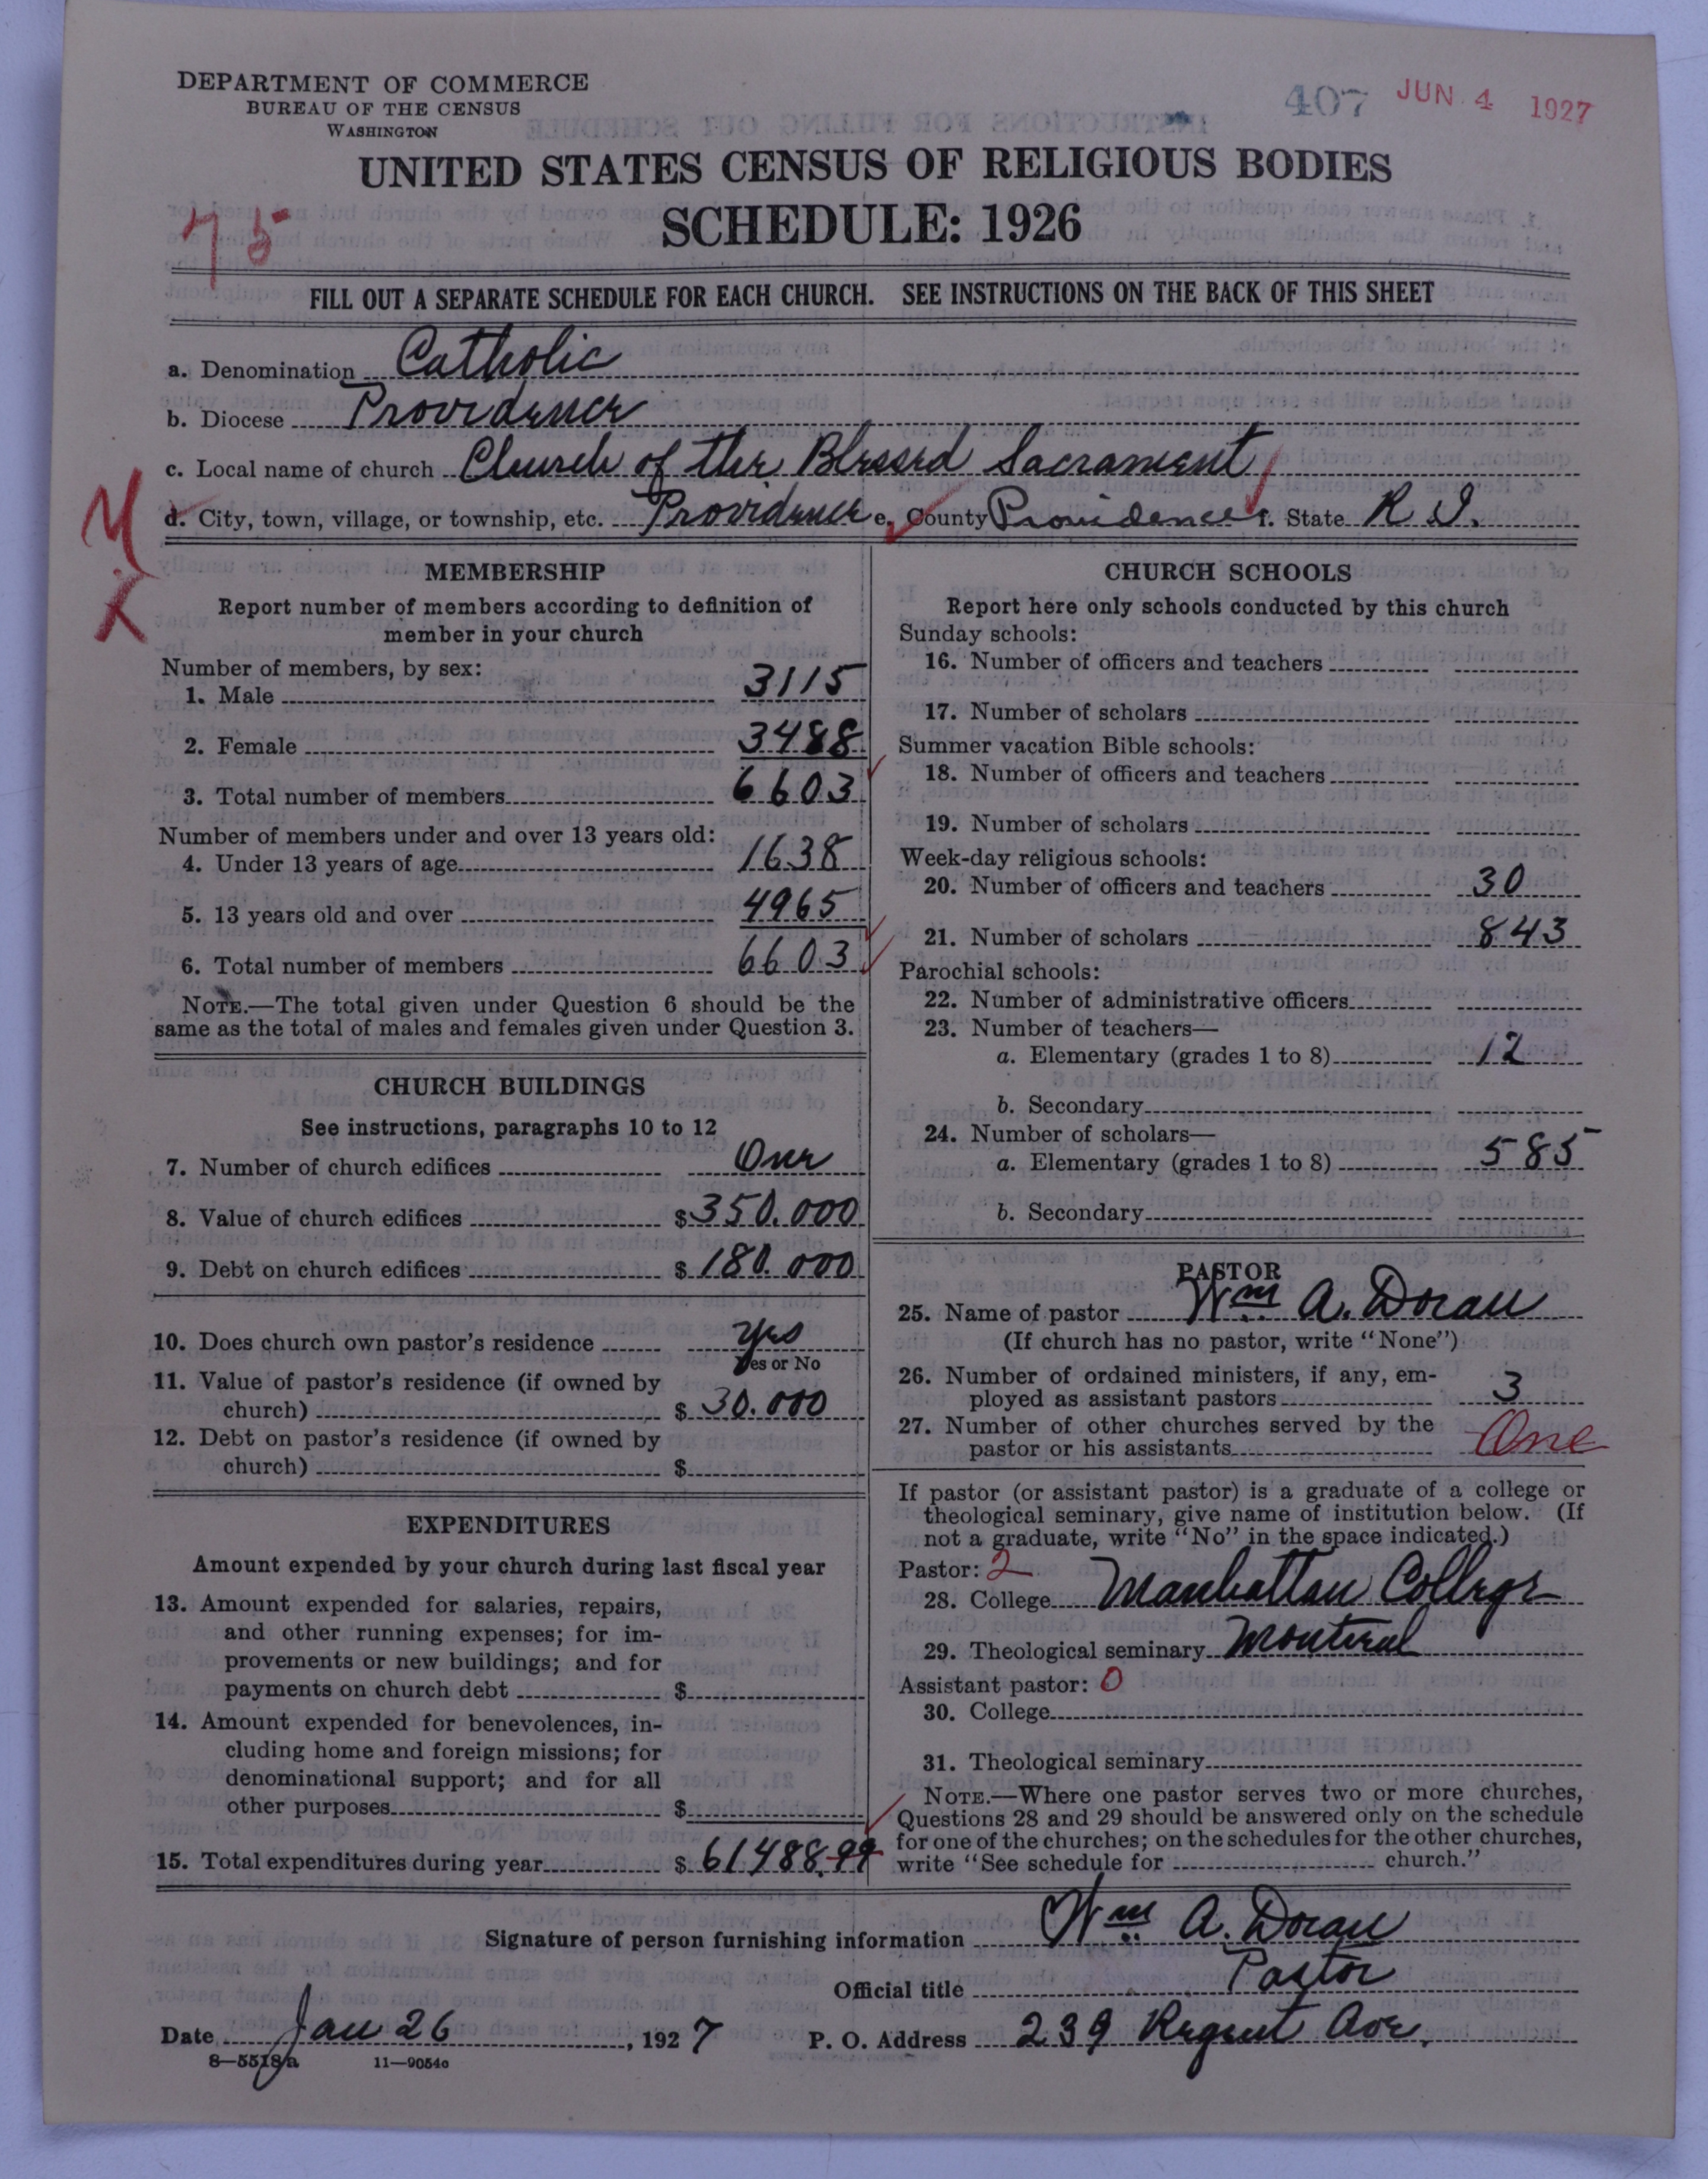 DEPARTMENT OF COMMERCE
BUREAU OF THE CENSUS
WASHINGTON
407 JUN 4 1927
UNITED STATES CENSUS OF RELIGIOUS BODIES
SCHEDULE: 1926
75
FILL OUT A SEPARATE SCHEDULE FOR EACH CHURCH. SEE INSTRUCTIONS ON THE BACK OF THIS SHEET
a. Denomination Catholic
b. Diocese Providence
c. Local name of church Church of the Blessed Sacrament
d. City, town, village, or township, etc. Providence e. County Providence f. State R I.
MEMBERSHIP
Report number of members according to definition of
member in your church
Number of members, by sex:
1. Male 3115
2. Female 3488
3. Total number of members 6603
Number of members under and over 13 years old:
4. Under 13 years of age 1638
5. 13 years old and over 4965
6. Total number of members 6603
NOTE.—The total given under Question 6 should be the
same as the total of males and females given under Question 3.
CHURCH BUILDINGS
See instructions, paragraphs 10 to 12
7. Number of church edifices One
8. Value of church edifices $350.000
9. Debt on church edifices $180.000
10. Does church own pastor's residence yes
Yes or No
11. Value of pastor's residence (if owned by
church) $30.000
12. Debt on pastor's residence (if owned by
church) $
EXPENDITURES
Amount expended by your church during last fiscal year
13. Amount expended for salaries, repairs,
and other running expenses; for im-
provements or new buildings; and for
payments on church debt $
14. Amount expended for benevolences, in-
cluding home and foreign missions; for
denominational support; and for all
other purposes $
15. Total expenditures during year $61488.99
CHURCH SCHOOLS
Report here only schools conducted by this church
Sunday schools:
16. Number of officers and teachers
17. Number of scholars
Summer vacation Bible schools:
18. Number of officers and teachers
19. Number of scholars
Week-day religious schools:
20. Number of officers and teachers 30
21. Number of scholars 843
Parochial schools:
22. Number of administrative officers
23. Number of teachers—
a. Elementary (grades 1 to 8) 12
b. Secondary
24. Number of scholars—
a. Elementary (grades 1 to 8) 585
b. Secondary
PASTOR
25. Name of pastor Wm A. Doran
(If church has no pastor, write "None")
26. Number of ordained ministers, if any, em-
ployed as assistant pastors 3
27. Number of other churches served by the
pastor or his assistants One
If pastor (or assistant pastor) is a graduate of a college or
theological seminary, give name of institution below. (If
not a graduate, write "No" in the space indicated.)
Pastor: 2
28. College Manhattan College
29. Theological seminary Montreal
Assistant pastor: 0
30. College
31. Theological seminary
NOTE.—Where one pastor serves two or more churches,
Questions 28 and 29 should be answered only on the schedule
for one of the churches; on the schedules for the other churches,
write "See schedule for church."
Signature of person furnishing information Wm A. Doran
Official title Pastor
Date Jan 26, 1927 P. O. Address 239 Regent Ave.
8—5518a 11—9054o